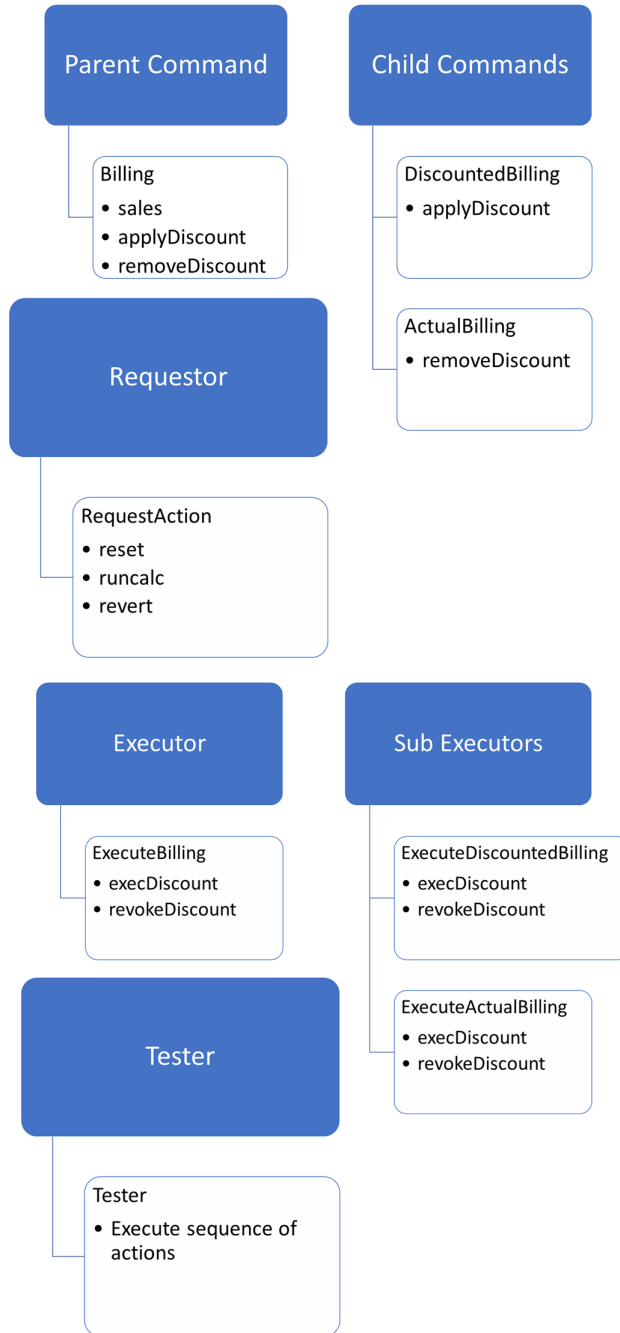 Parent Command
Billing
• sales
• applyDiscount
• removeDiscount
Child Commands
DiscountedBilling
• applyDiscount
ActualBilling
• removeDiscount
Requestor
RequestAction
• reset
• runcalc
• revert
Executor
ExecuteBilling
• execDiscount
• revokeDiscount
Sub Executors
ExecuteDiscountedBilling
• execDiscount
• revokeDiscount
ExecuteActualBilling
• execDiscount
• revokeDiscount
Tester
Tester
• Execute sequence of
actions